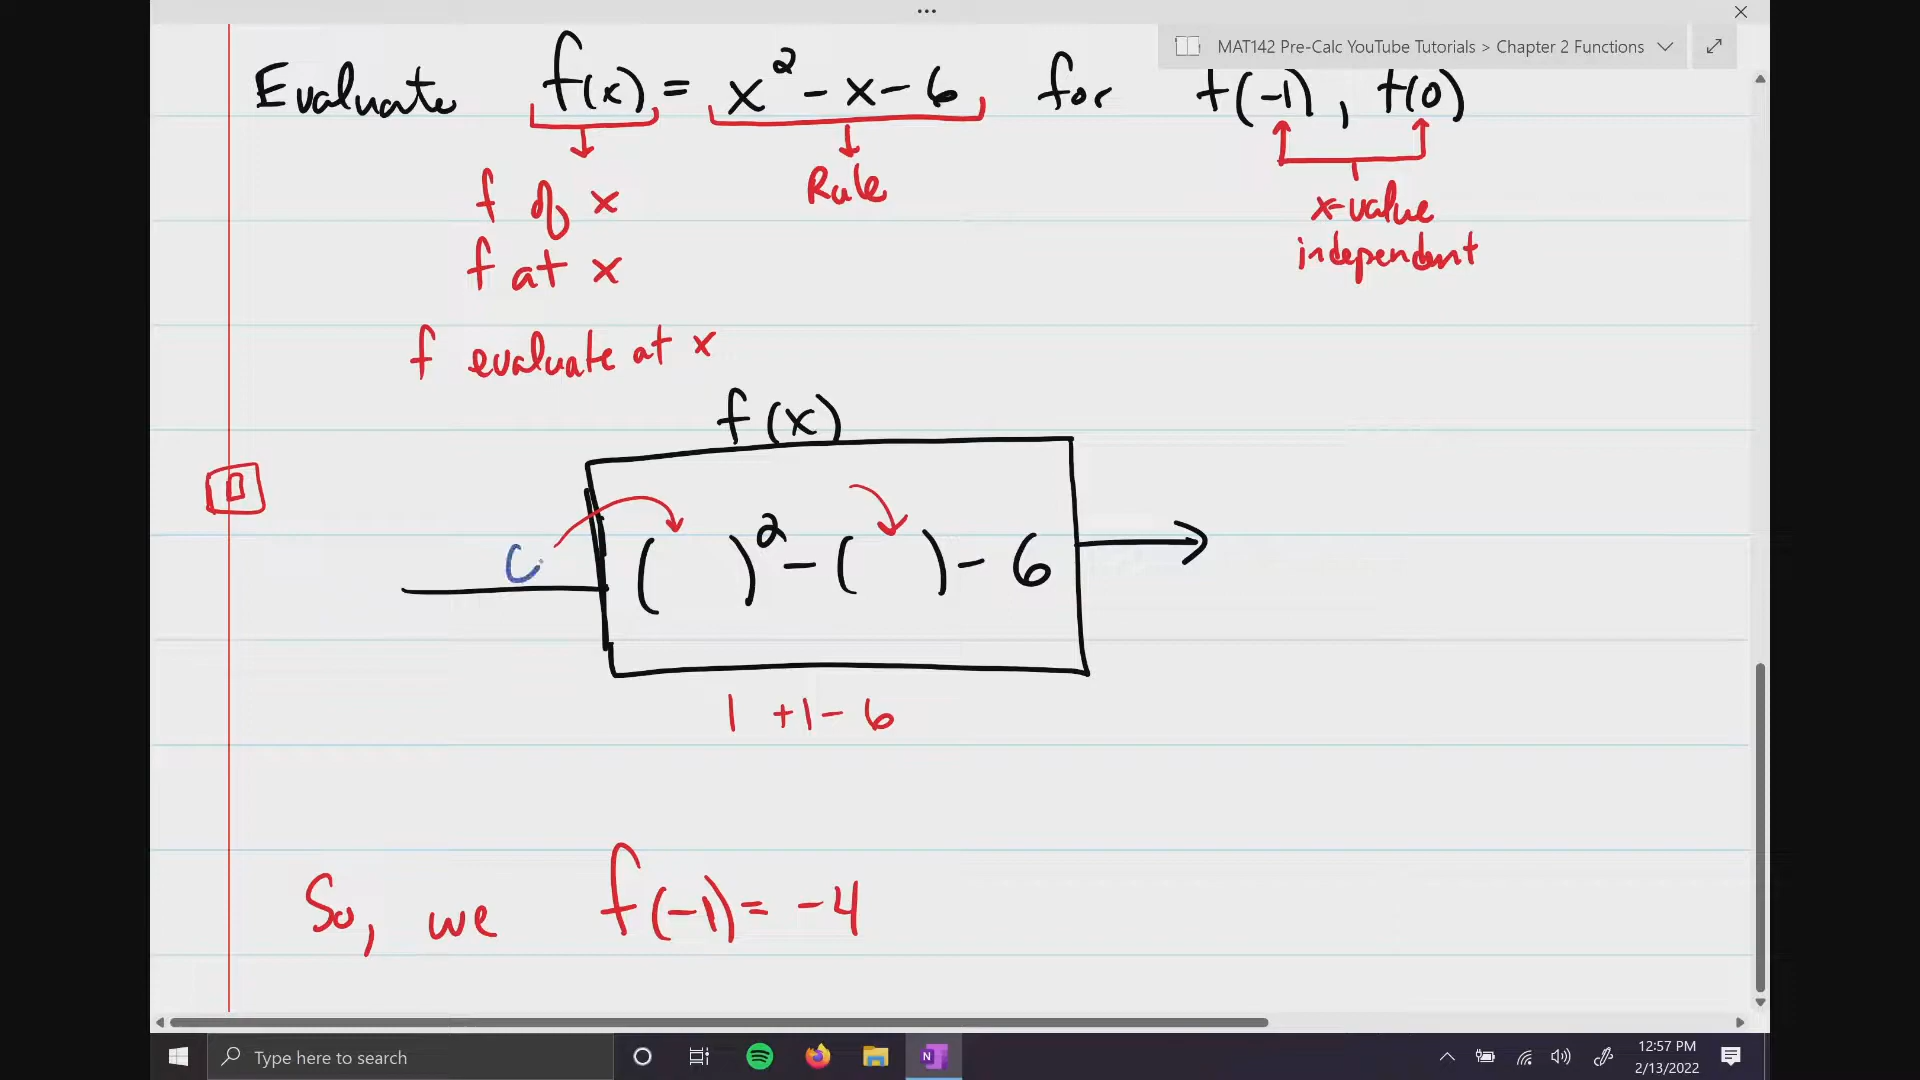 MAT142 Pre-Calc YouTube Tutorials > Chapter 2 Functions
Evaluate f(x) = x² - x - 6 for f(-1), f(0)
f of x
Rule
x-value
independent
f at x
f evaluate at x
f(x)
( )² - ( ) - 6
1 +1 - 6
So, we f(-1) = -4
Type here to search
12:57 PM
2/13/2022